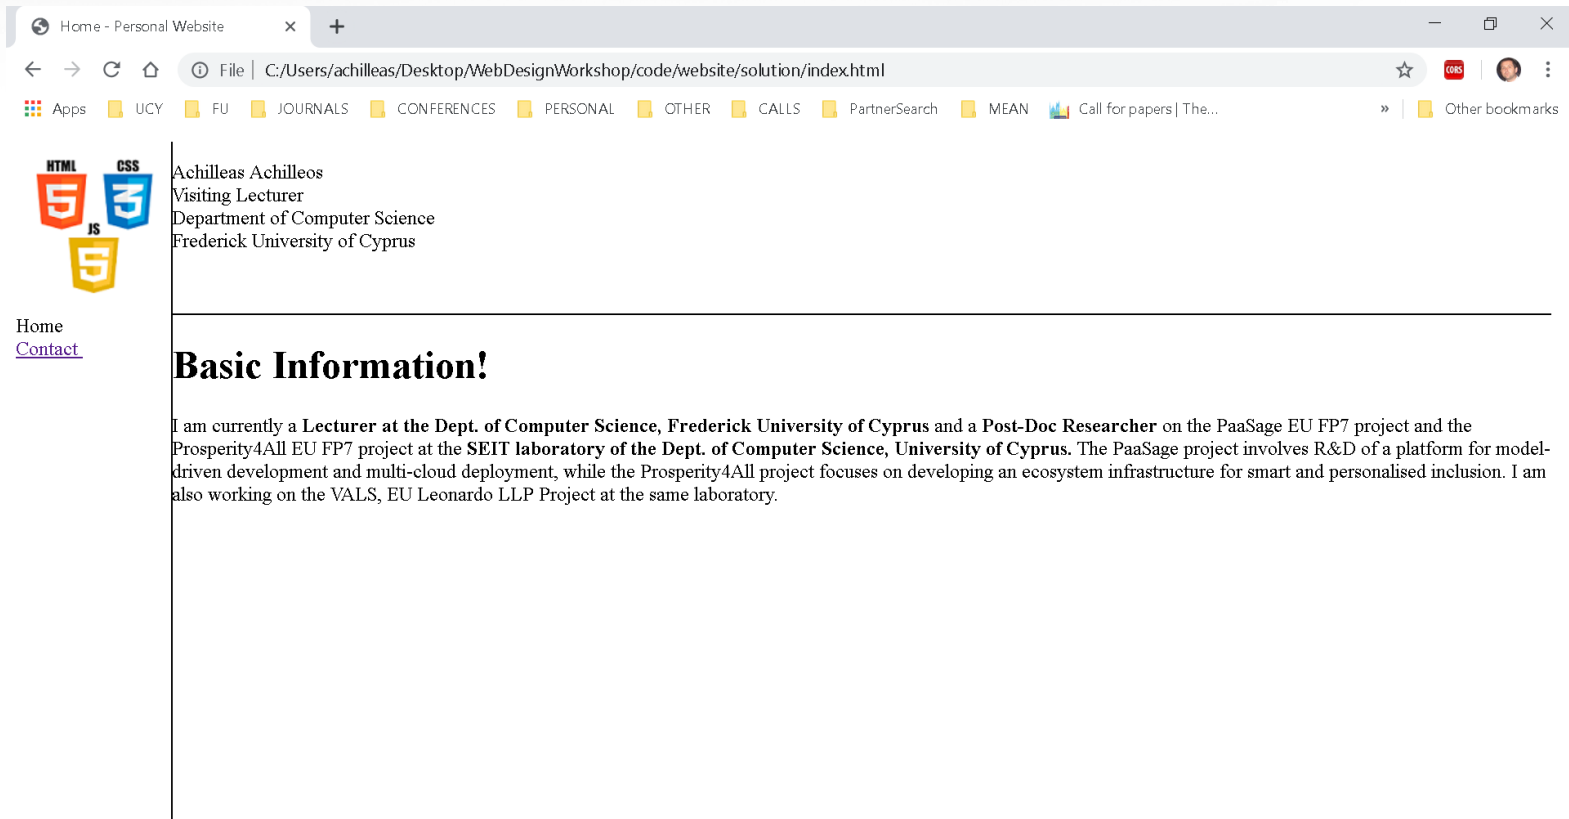 Home - Personal Website
File | C:/Users/achilleas/Desktop/WebDesignWorkshop/code/website/solution/index.html
CORS
Apps UCY FU JOURNALS CONFERENCES PERSONAL OTHER CALLS PartnerSearch MEAN Call for papers | The... » Other bookmarks
HTML CSS
5 3
JS
5
Achilleas Achilleos
Visiting Lecturer
Department of Computer Science
Frederick University of Cyprus
Home
Contact
Basic Information!
I am currently a Lecturer at the Dept. of Computer Science, Frederick University of Cyprus and a Post-Doc Researcher on the PaaSage EU FP7 project and the
Prosperity4All EU FP7 project at the SEIT laboratory of the Dept. of Computer Science, University of Cyprus. The PaaSage project involves R&D of a platform for model-
driven development and multi-cloud deployment, while the Prosperity4All project focuses on developing an ecosystem infrastructure for smart and personalised inclusion. I am
also working on the VALS, EU Leonardo LLP Project at the same laboratory.